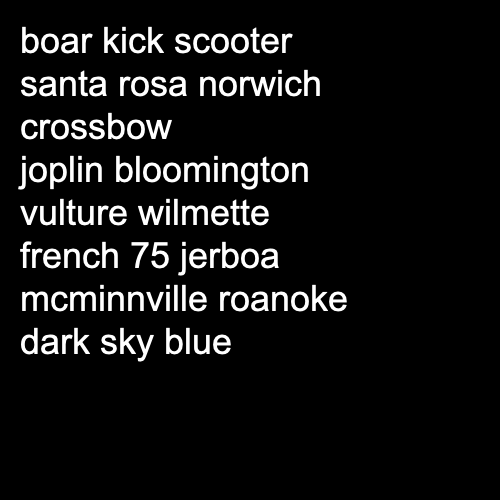 boar kick scooter
santa rosa norwich
crossbow
joplin bloomington
vulture wilmette
french 75 jerboa
mcminnville roanoke
dark sky blue